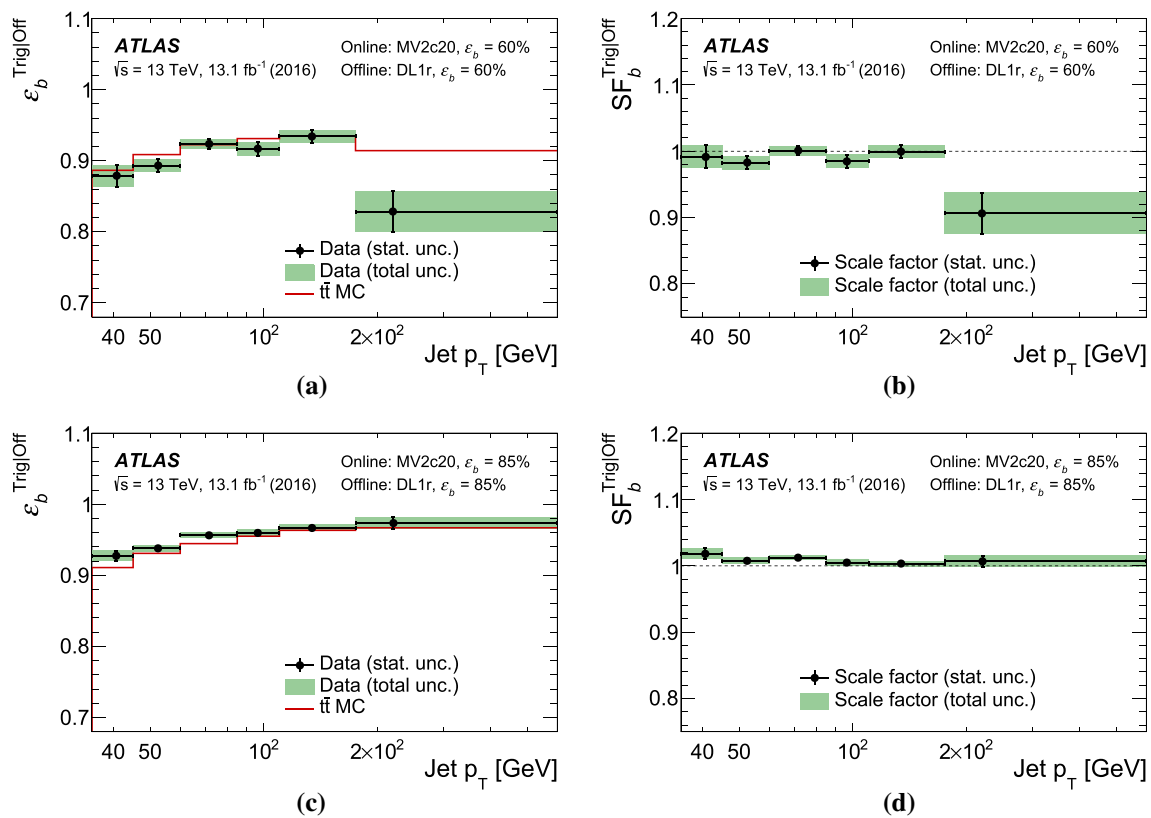 1.1
ATLAS
Online: MV2c20, ε_b = 60%
√s = 13 TeV, 13.1 fb⁻¹ (2016)
Offline: DL1r, ε_b = 60%
ε_b^Trig|Off
1
0.9
0.8
0.7
Data (stat. unc.)
Data (total unc.)
tt̄ MC
40 50 10² 2×10²
Jet p_T [GeV]
(a)
1.2
ATLAS
Online: MV2c20, ε_b = 60%
√s = 13 TeV, 13.1 fb⁻¹ (2016)
Offline: DL1r, ε_b = 60%
SF_b^Trig|Off
1.1
1
0.9
0.8
Scale factor (stat. unc.)
Scale factor (total unc.)
40 50 10² 2×10²
Jet p_T [GeV]
(b)
1.1
ATLAS
Online: MV2c20, ε_b = 85%
√s = 13 TeV, 13.1 fb⁻¹ (2016)
Offline: DL1r, ε_b = 85%
ε_b^Trig|Off
1
0.9
0.8
0.7
Data (stat. unc.)
Data (total unc.)
tt̄ MC
40 50 10² 2×10²
Jet p_T [GeV]
(c)
1.2
ATLAS
Online: MV2c20, ε_b = 85%
√s = 13 TeV, 13.1 fb⁻¹ (2016)
Offline: DL1r, ε_b = 85%
SF_b^Trig|Off
1.1
1
0.9
0.8
Scale factor (stat. unc.)
Scale factor (total unc.)
40 50 10² 2×10²
Jet p_T [GeV]
(d)